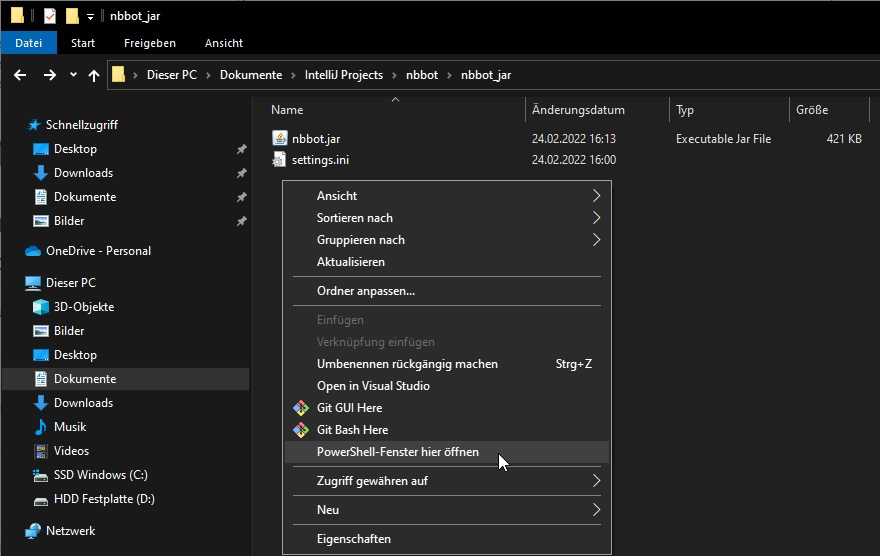 nbbot_jar
Datei Start Freigeben Ansicht
Dieser PC Dokumente IntelliJ Projects nbbot nbbot_jar
Name Änderungsdatum Typ Größe
nbbot.jar 24.02.2022 16:13 Executable Jar File 421 KB
settings.ini 24.02.2022 16:00
Schnellzugriff
Desktop
Downloads
Dokumente
Bilder
OneDrive - Personal
Dieser PC
3D-Objekte
Bilder
Desktop
Dokumente
Downloads
Musik
Videos
SSD Windows (C:)
HDD Festplatte (D:)
Netzwerk
Ansicht
Sortieren nach
Gruppieren nach
Aktualisieren
Ordner anpassen...
Einfügen
Verknüpfung einfügen
Umbenennen rückgängig machen Strg+Z
Open in Visual Studio
Git GUI Here
Git Bash Here
PowerShell-Fenster hier öffnen
Zugriff gewähren auf
Neu
Eigenschaften